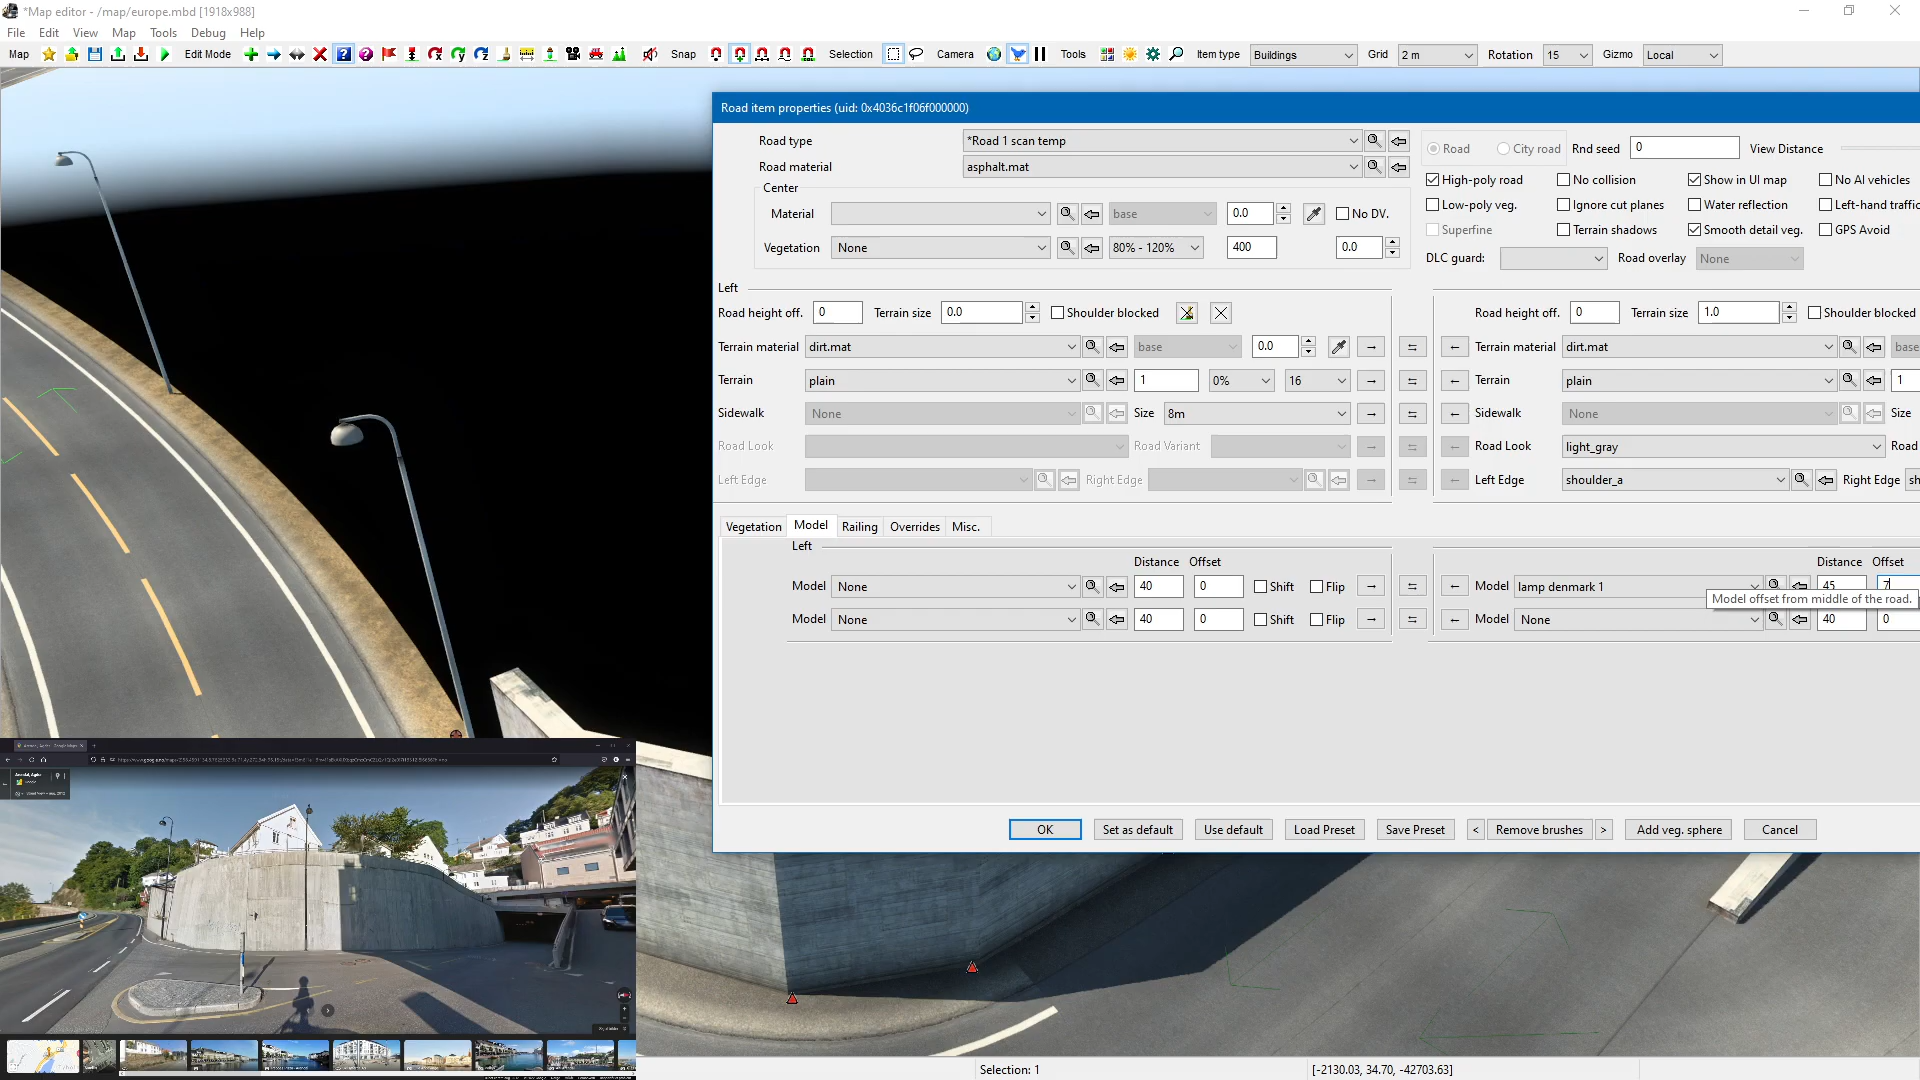 *Map editor - /map/europe.mbd [1918x988]
File Edit View Map Tools Debug Help
Map Edit Mode Snap Selection Camera Tools Item type Buildings Grid 2 m Rotation 15 Gizmo Local
Road item properties (uid: 0x4036c1f06f000000)
Road type *Road 1 scan temp Road City road Rnd seed 0 View Distance
Road material asphalt.mat
Center High-poly road No collision Show in UI map No AI vehicles
Material base 0.0 No DV. Low-poly veg. Ignore cut planes Water reflection Left-hand traffic
Vegetation None 80% - 120% 400 0.0 Superfine Terrain shadows Smooth detail veg. GPS Avoid
DLC guard: Road overlay None
Left
Road height off. 0 Terrain size 0.0 Shoulder blocked Road height off. 0 Terrain size 1.0 Shoulder blocked
Terrain material dirt.mat base 0.0 Terrain material dirt.mat base
Terrain plain 1 0% 16 Terrain plain 1
Sidewalk None Size 8m Sidewalk None Size
Road Look Road Variant Road Look light_gray Road
Left Edge Right Edge Left Edge shoulder_a Right Edge sh
Vegetation Model Railing Overrides Misc.
Left
Distance Offset Distance Offset
Model None 40 0 Shift Flip Model lamp denmark 1 45 7
Model offset from middle of the road.
Model None 40 0 Shift Flip Model None 40 0
OK Set as default Use default Load Preset Save Preset < Remove brushes > Add veg. sphere Cancel
Selection: 1 [-2130.03, 34.70, -42703.63]